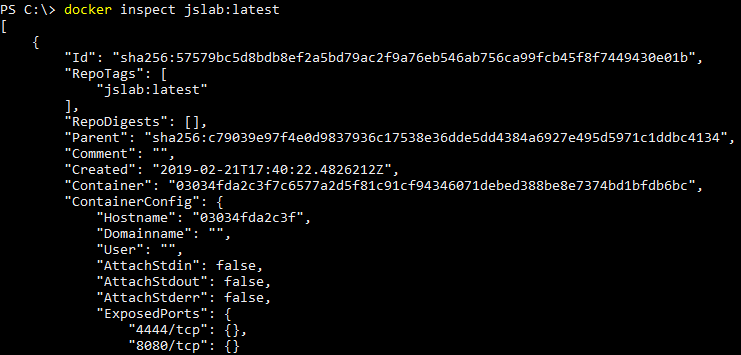 PS C:\> docker inspect jslab:latest
[
    {
        "Id": "sha256:57579bc5d8bdb8ef2a5bd79ac2f9a76eb546ab756ca99fcb45f8f7449430e01b",
        "RepoTags": [
            "jslab:latest"
        ],
        "RepoDigests": [],
        "Parent": "sha256:c79039e97f4e0d9837936c17538e36dde5dd4384a6927e495d5971c1ddbc4134",
        "Comment": "",
        "Created": "2019-02-21T17:40:22.4826212Z",
        "Container": "03034fda2c3f7c6577a2d5f81c91cf94346071debed388be8e7374bd1bfdb6bc",
        "ContainerConfig": {
            "Hostname": "03034fda2c3f",
            "Domainname": "",
            "User": "",
            "AttachStdin": false,
            "AttachStdout": false,
            "AttachStderr": false,
            "ExposedPorts": {
                "4444/tcp": {},
                "8080/tcp": {}